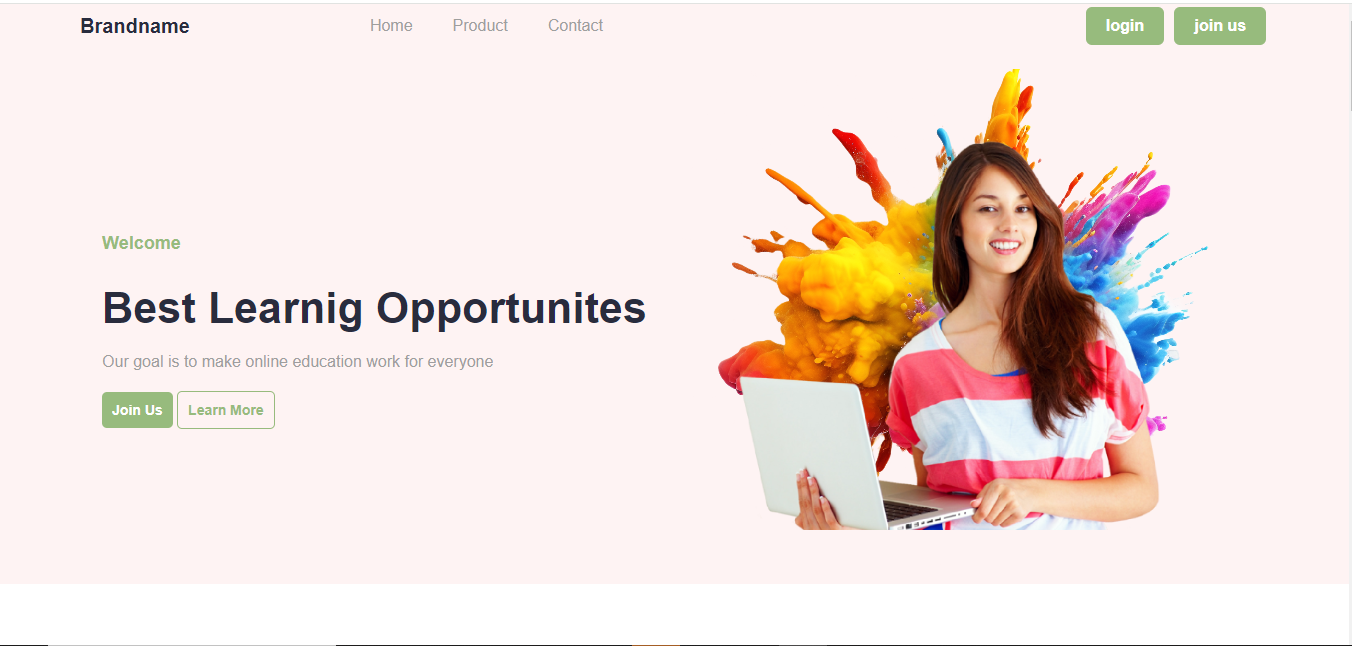 Brandname Home Product Contact login join us
Welcome
Best Learnig Opportunites
Our goal is to make online education work for everyone
Join Us Learn More